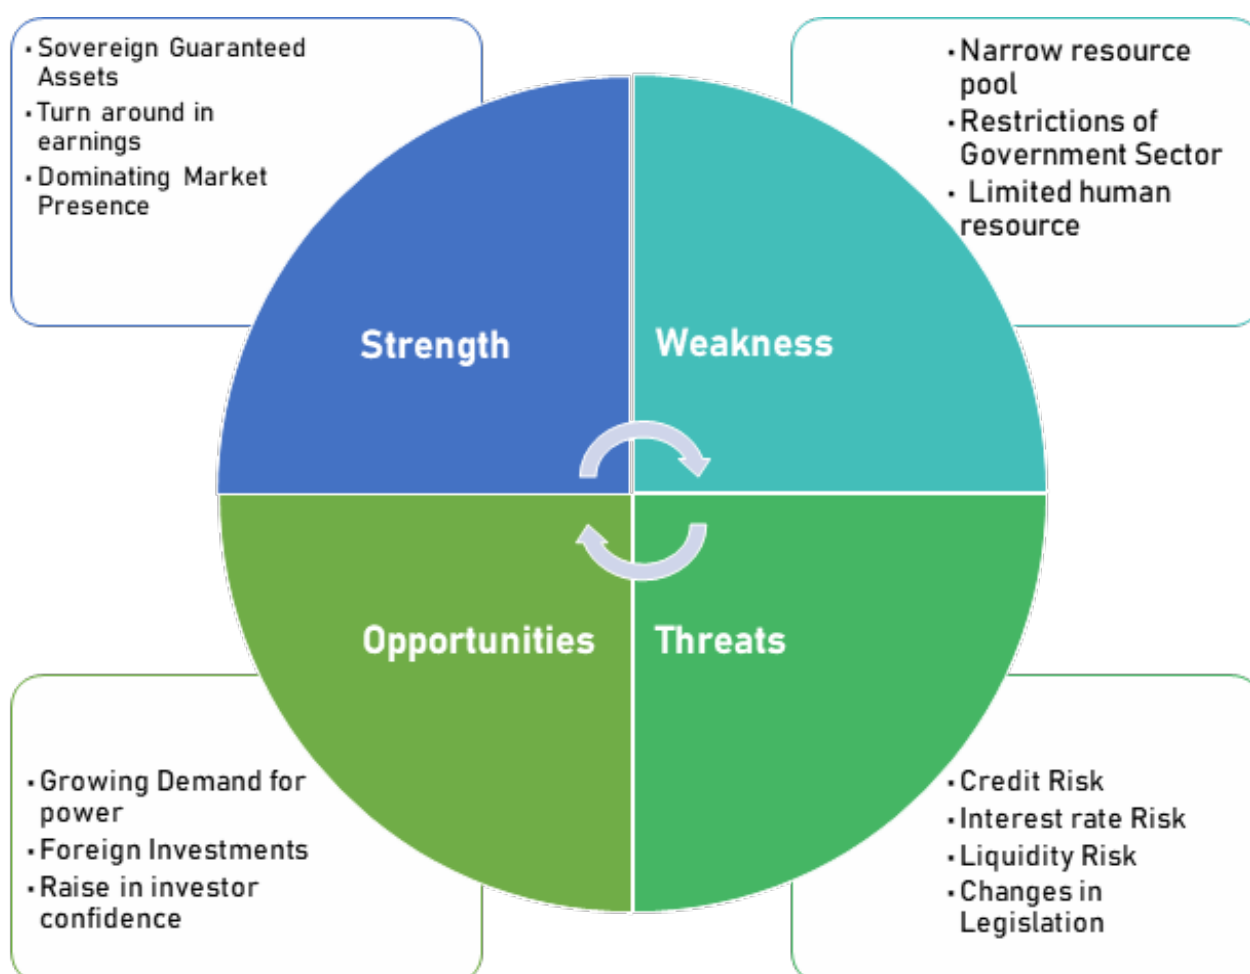 · Sovereign Guaranteed
Assets
· Turn around in
earnings
· Dominating Market
Presence
· Narrow resource
pool
· Restrictions of
Government Sector
· Limited human
resource
Strength
Weakness
Opportunities
Threats
· Growing Demand for
power
· Foreign Investments
· Raise in investor
confidence
· Credit Risk
· Interest rate Risk
· Liquidity Risk
· Changes in
Legislation